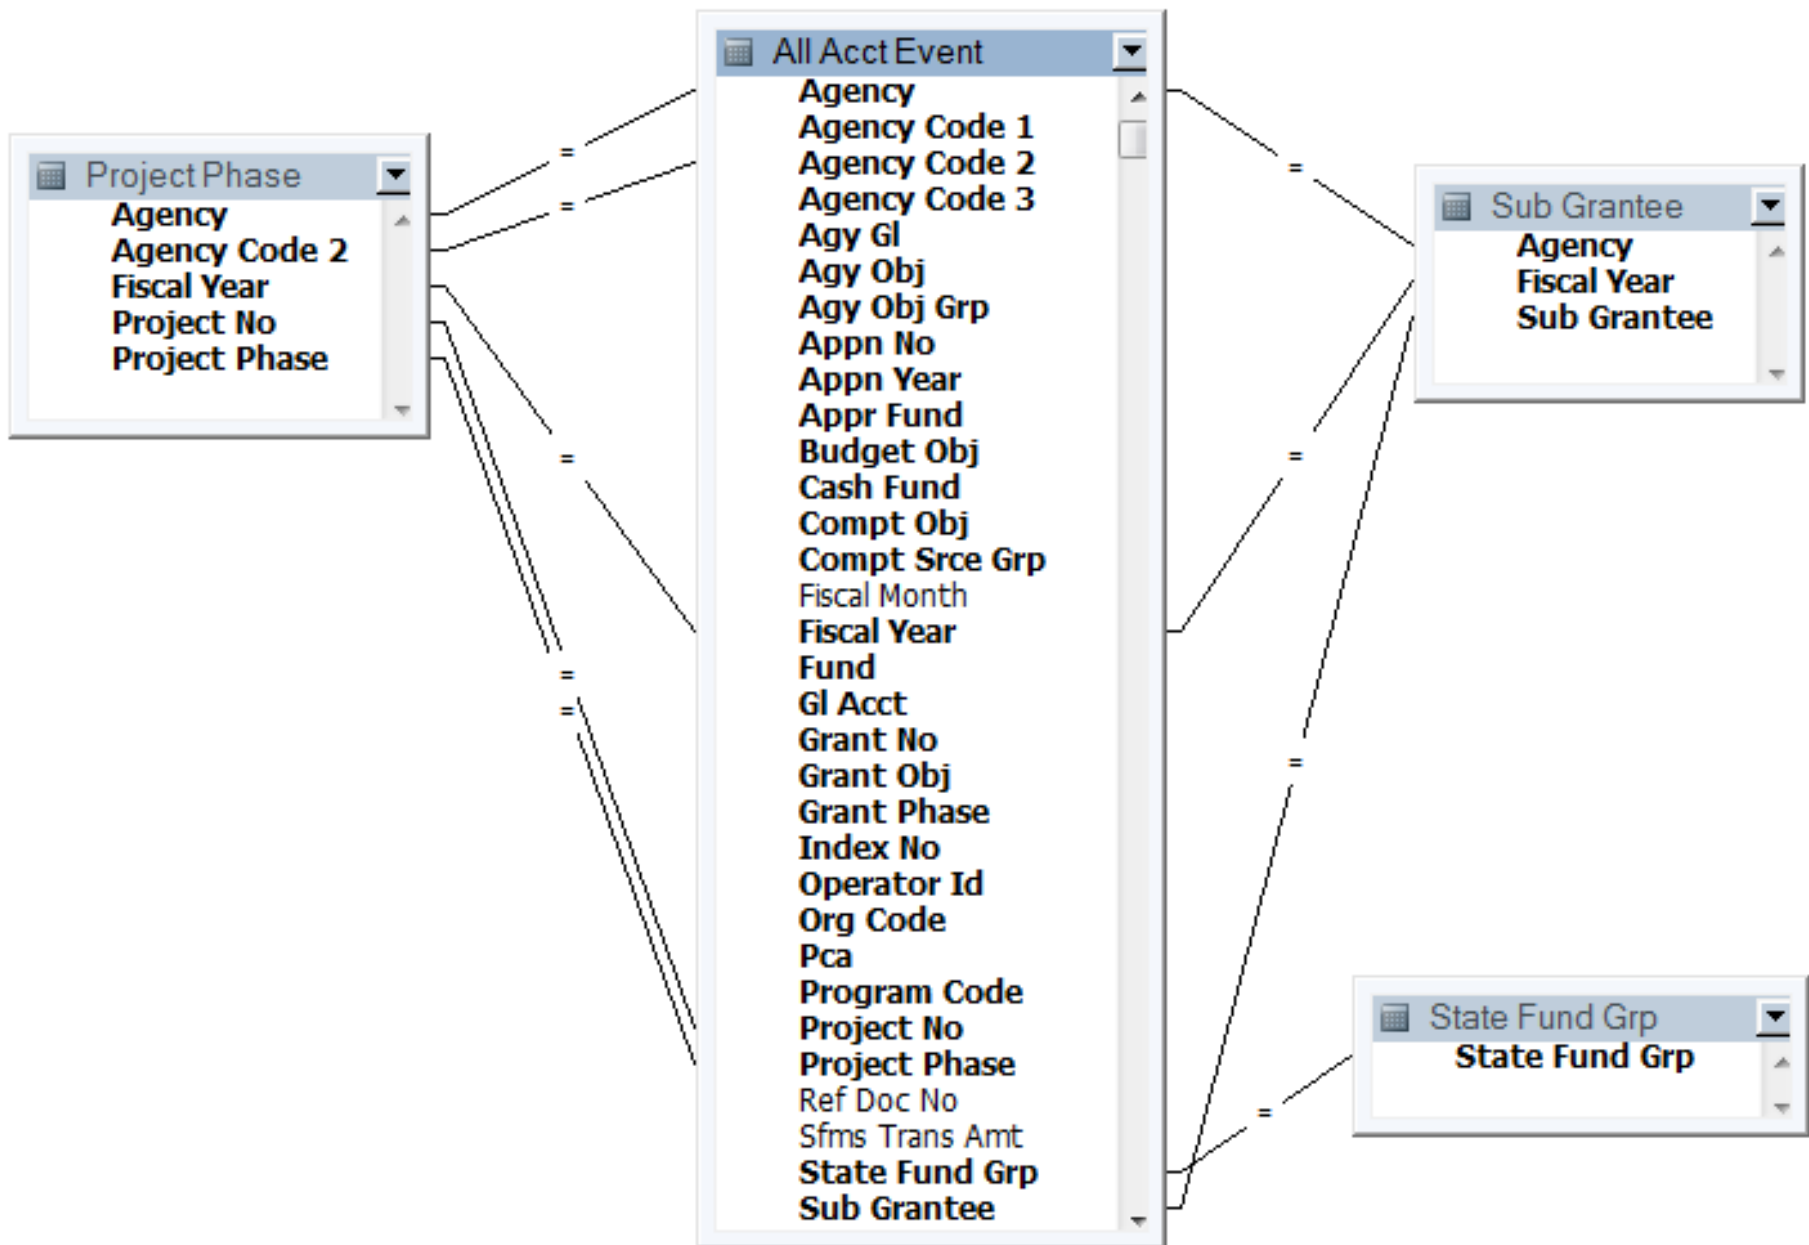 Project Phase
Agency
Agency Code 2
Fiscal Year
Project No
Project Phase
=
=
=
=
=
All Acct Event
Agency
Agency Code 1
Agency Code 2
Agency Code 3
Agy Gl
Agy Obj
Agy Obj Grp
Appn No
Appn Year
Appr Fund
Budget Obj
Cash Fund
Compt Obj
Compt Srce Grp
Fiscal Month
Fiscal Year
Fund
Gl Acct
Grant No
Grant Obj
Grant Phase
Index No
Operator Id
Org Code
Pca
Program Code
Project No
Project Phase
Ref Doc No
Sfms Trans Amt
State Fund Grp
Sub Grantee
=
=
=
=
Sub Grantee
Agency
Fiscal Year
Sub Grantee
State Fund Grp
State Fund Grp